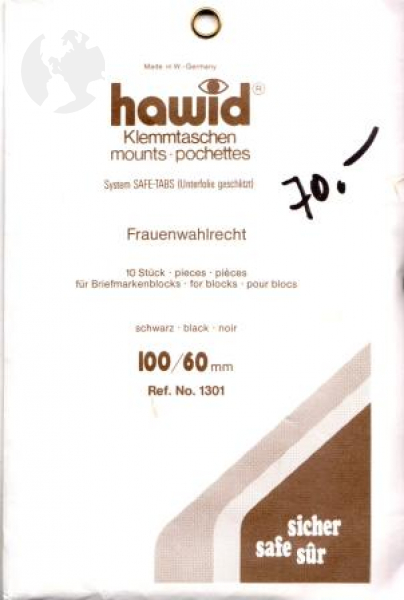 Made in W.-Germany
hawid®
Klemmtaschen
mounts · pochettes
System SAFE-TABS (Unterfolie geschlitzt)
70.-
Frauenwahlrecht
10 Stück · pieces · pièces
für Briefmarkenblocks · for blocks · pour blocs
schwarz · black · noir
100/60 mm
Ref. No. 1301
sicher
safe
sûr